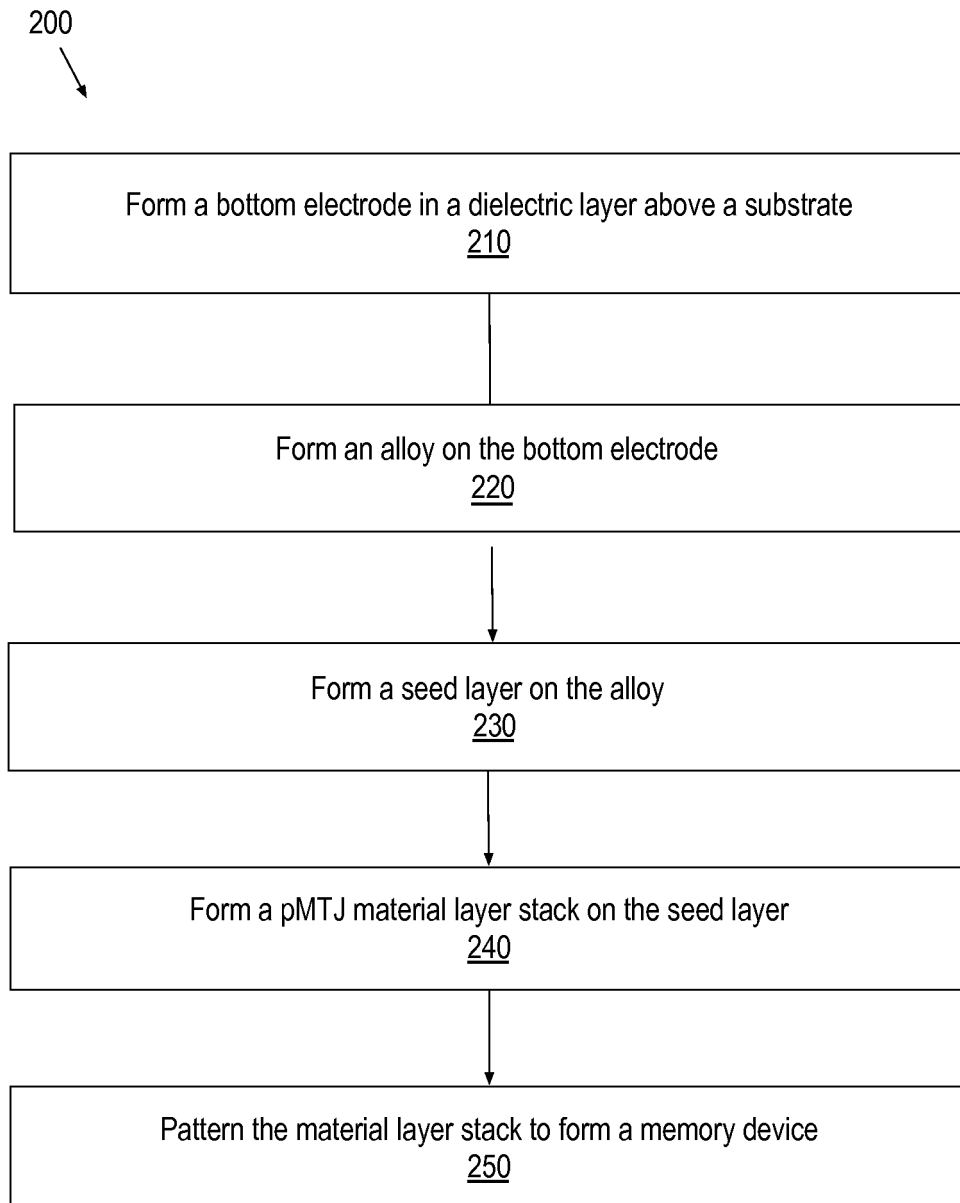 200
Form a bottom electrode in a dielectric layer above a substrate
210
Form an alloy on the bottom electrode
220
Form a seed layer on the alloy
230
Form a pMTJ material layer stack on the seed layer
240
Pattern the material layer stack to form a memory device
250